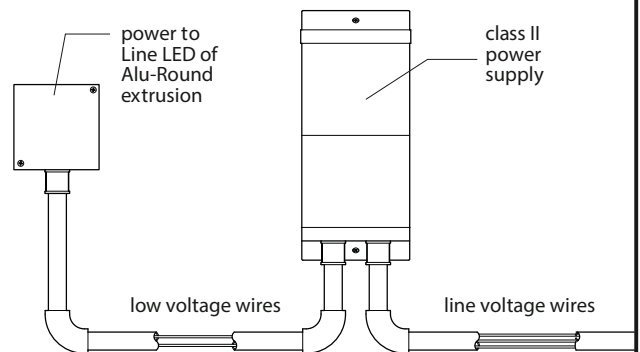 power to
Line LED of
Alu-Round
extrusion
class II
power
supply
low voltage wires
line voltage wires